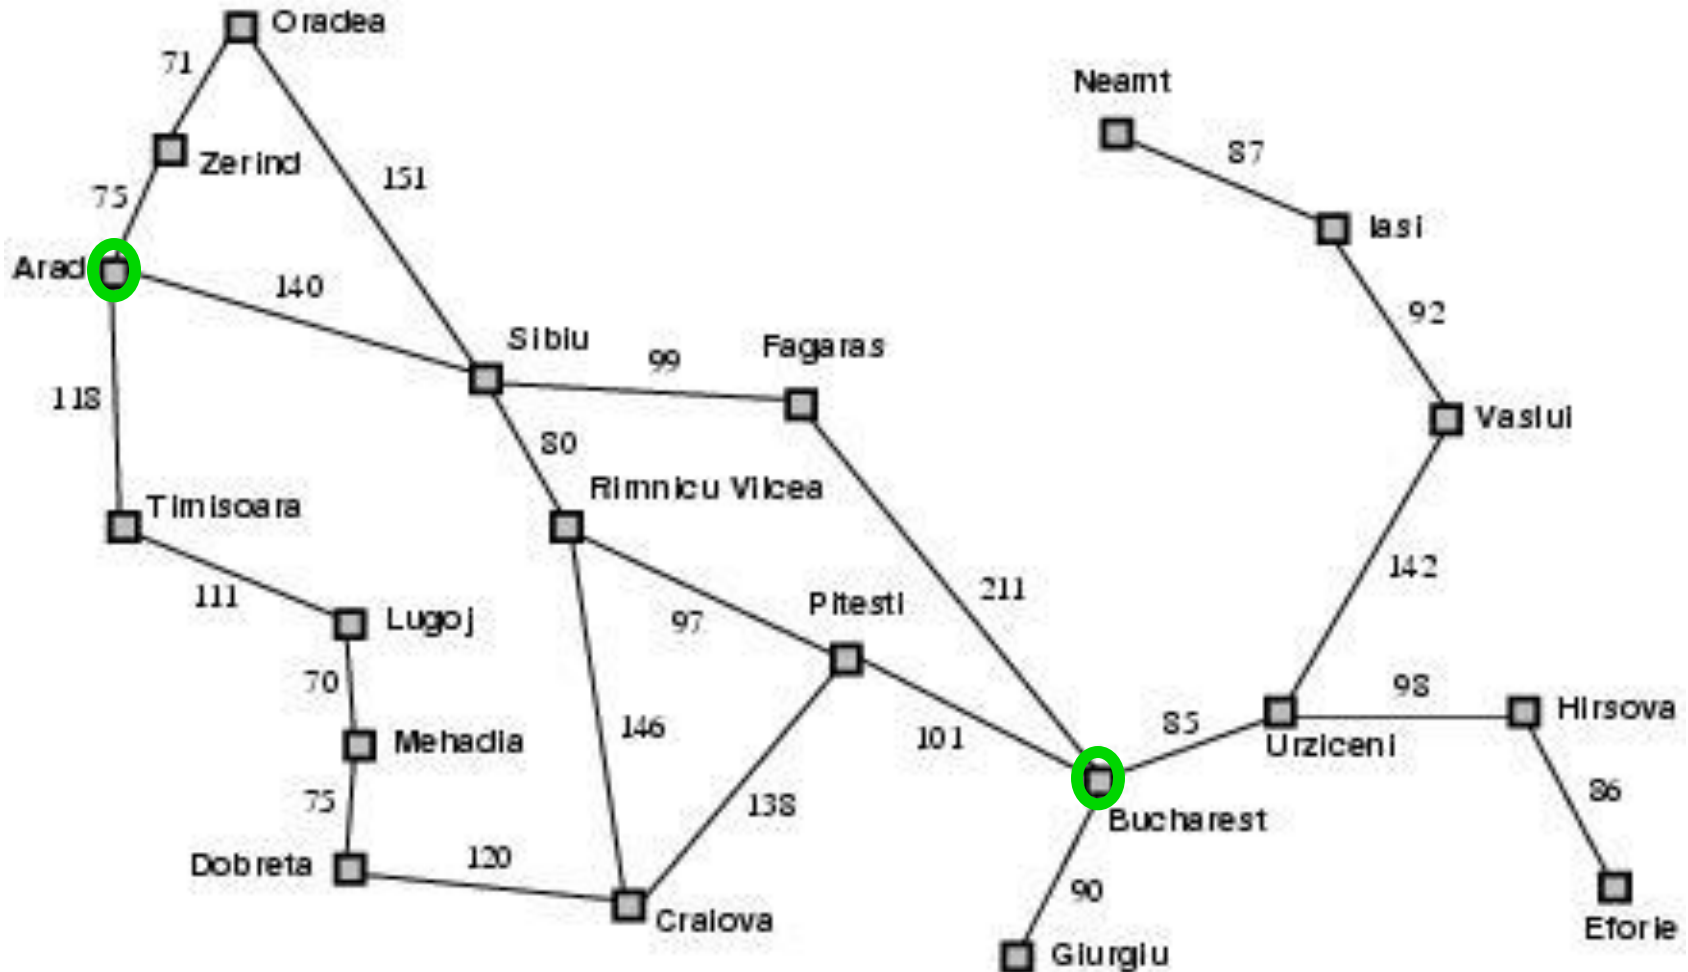 Oradea
71
Neamt
Zerind
87
151
75
Iasi
Arad
140
92
Sibiu
99
Fagaras
118
80
Vaslui
Rimnicu Vilcea
Timisoara
142
111
211
Pitesti
Lugoj
97
70
98
Hirsova
146
101
85
Mehadia
Urziceni
75
138
86
Bucharest
Dobreta
120
90
Craiova
Eforie
Giurgiu